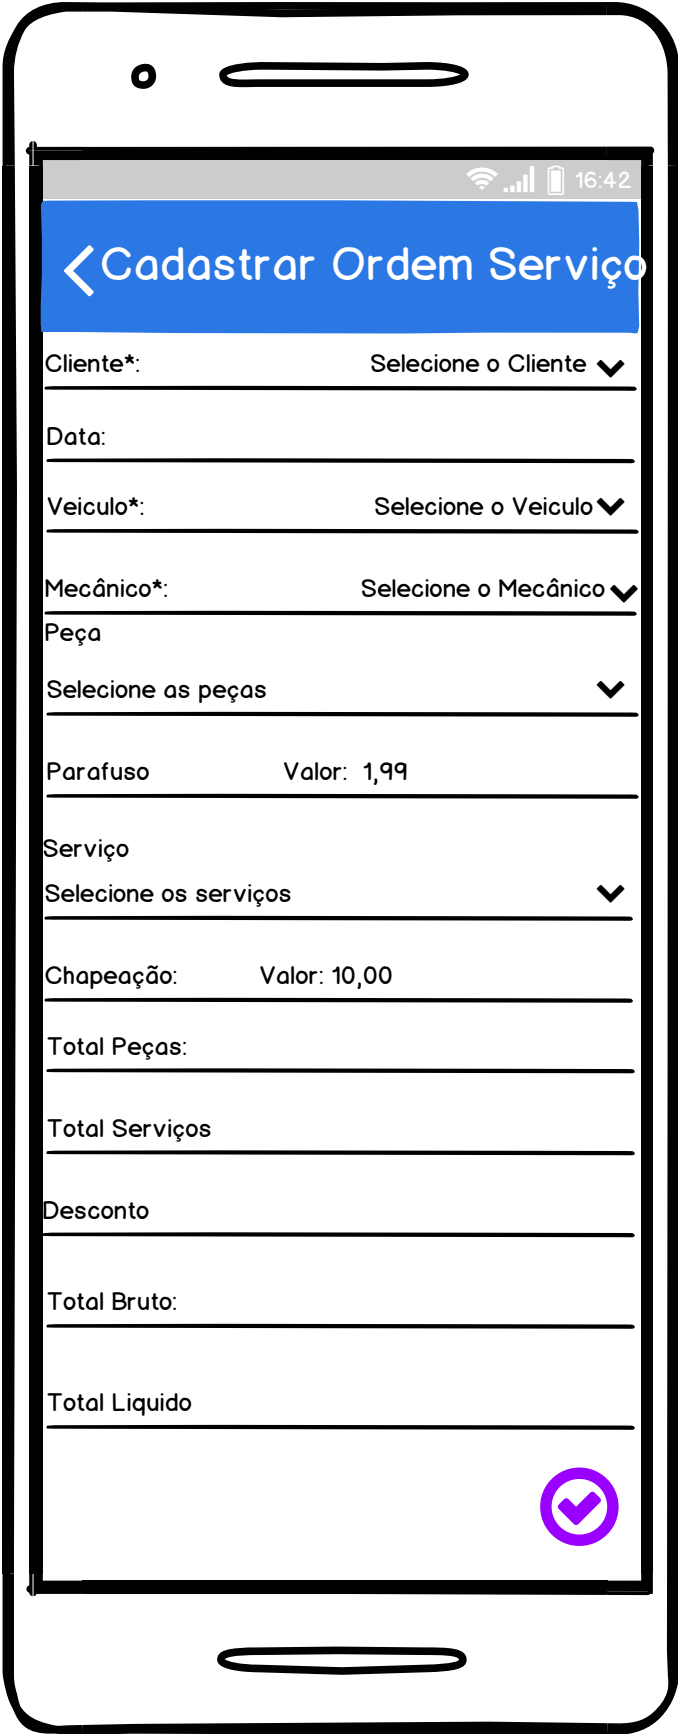 16:42
Cadastrar Ordem Serviço
Cliente*: Selecione o Cliente
Data:
Veiculo*: Selecione o Veiculo
Mecânico*: Selecione o Mecânico
Peça
Selecione as peças
Parafuso Valor: 1,99
Serviço
Selecione os serviços
Chapeação: Valor: 10,00
Total Peças:
Total Serviços
Desconto
Total Bruto:
Total Liquido